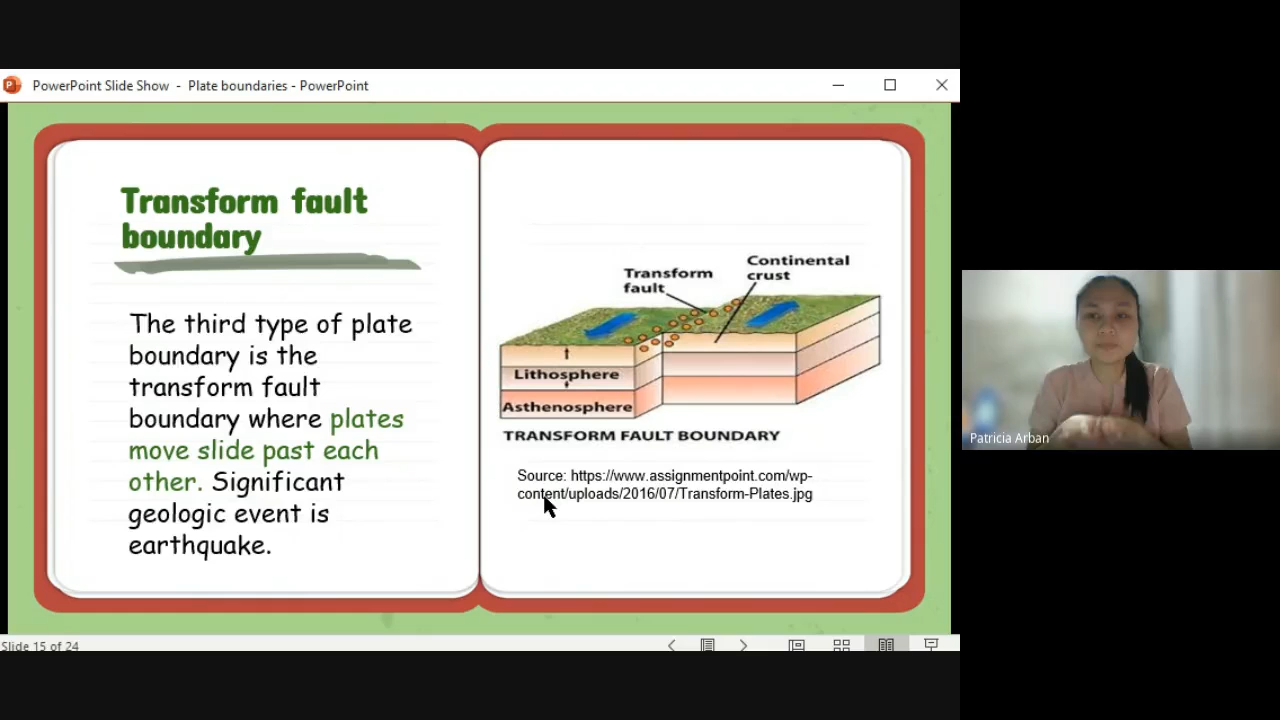 PowerPoint Slide Show - Plate boundaries - PowerPoint
Transform fault
boundary
The third type of plate
boundary is the
transform fault
boundary where plates
move slide past each
other. Significant
geologic event is
earthquake.
Transform
fault
Continental
crust
Lithosphere
Asthenosphere
TRANSFORM FAULT BOUNDARY
Source: https://www.assignmentpoint.com/wp-
content/uploads/2016/07/Transform-Plates.jpg
Patricia Arban
Slide 15 of 24